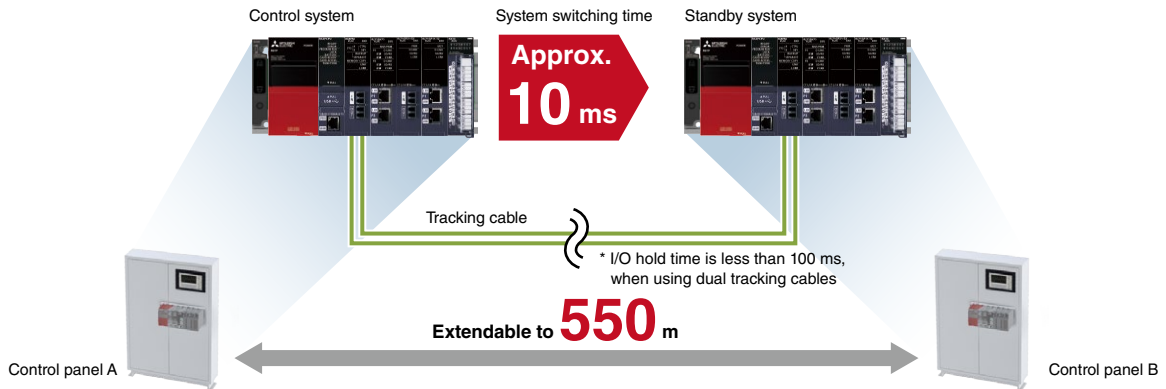 Control system
System switching time
Standby system
Approx.
10 ms
Tracking cable
* I/O hold time is less than 100 ms,
when using dual tracking cables
Extendable to 550 m
Control panel A
Control panel B